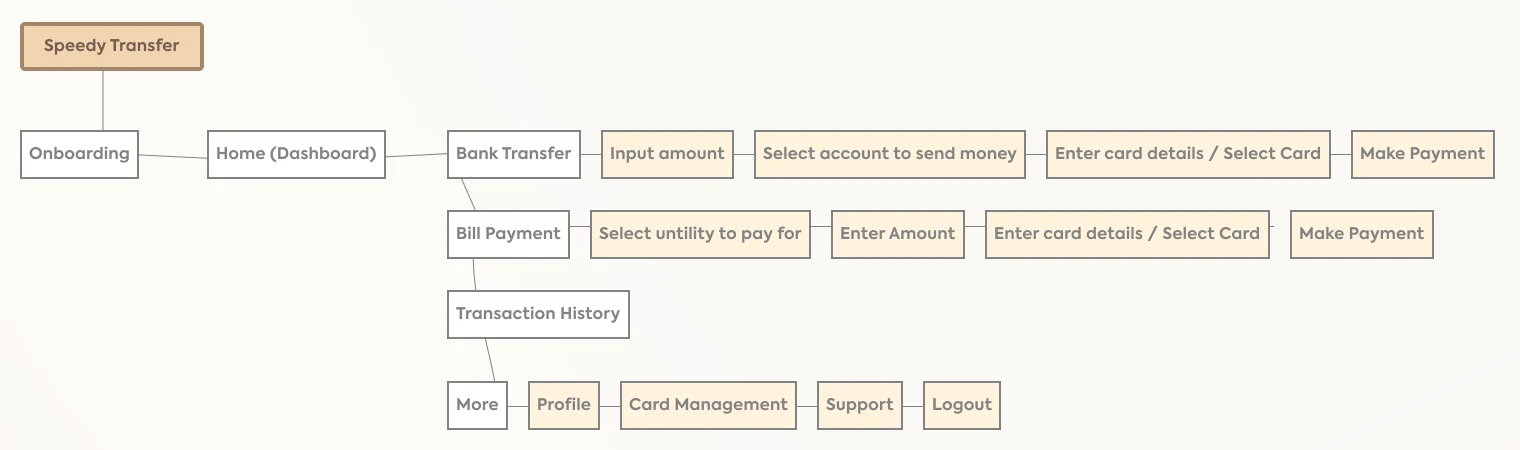 Speedy Transfer
Onboarding
Home (Dashboard)
Bank Transfer
Input amount
Select account to send money
Enter card details / Select Card
Make Payment
Bill Payment
Select untility to pay for
Enter Amount
Enter card details / Select Card
Make Payment
Transaction History
More
Profile
Card Management
Support
Logout